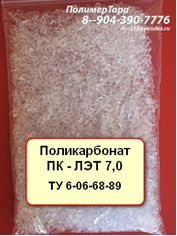 ПолимерТара
8--904-390-7776
Поликарбонат
ПК - ЛЭТ 7,0
ТУ 6-06-68-89